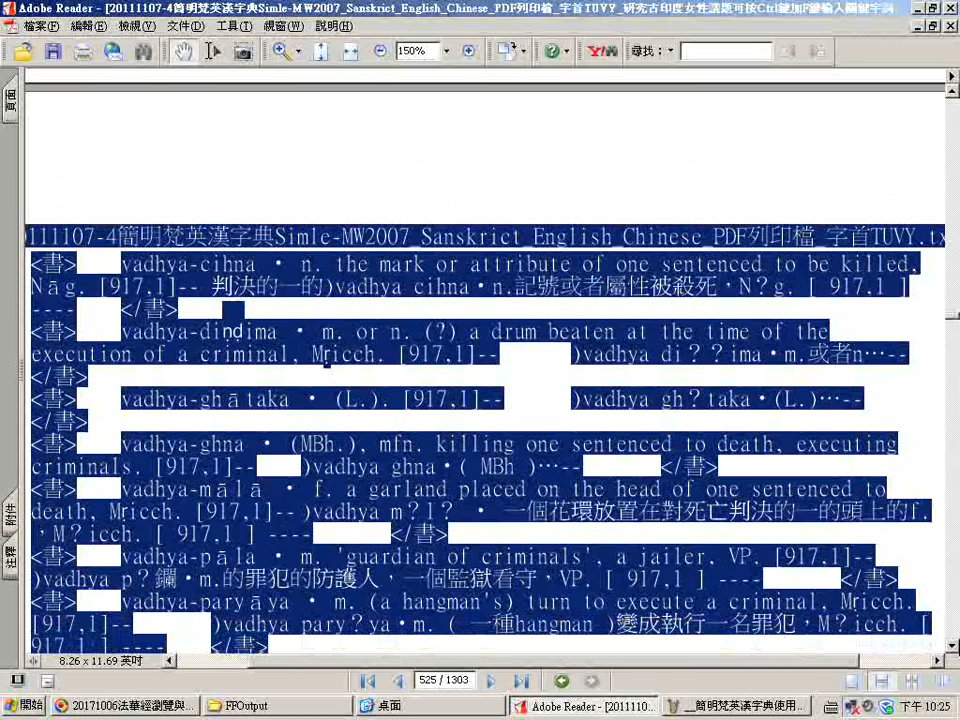 Adobe Reader - [20111107-4簡明梵英漢字典Simle-MW2007_Sanskrict_English_Chinese_PDF列印檔_字首TUVY_研究古印度女性議題可按Ctrl鍵加F鍵輸入關鍵字詞
檔案(F) 編輯(E) 檢視(V) 文件(D) 工具(T) 視窗(W) 說明(H)
150% 尋找:
頁面
111107-4簡明梵英漢字典Simle-MW2007_Sanskrict_English_Chinese_PDF列印檔_字首TUVY.tx
<書> vadhya-cihna • n. the mark or attribute of one sentenced to be killed,
Nāg. [917,1]-- 判決的一的)vadhya cihna•n.記號或者屬性被殺死，N?g. [ 917,1 ]
---- </書>
<書> vadhya-diṇḍima • m. or n. (?) a drum beaten at the time of the
execution of a criminal, Mṛicch. [917,1]-- )vadhya di??ima•m.或者n…--
</書>
<書> vadhya-ghātaka • (L.). [917,1]-- )vadhya gh?taka•(L.)…--
</書>
<書> vadhya-ghna • (MBh.), mfn. killing one sentenced to death, executing
criminals. [917,1]-- )vadhya ghna•( MBh )…-- </書>
<書> vadhya-mālā • f. a garland placed on the head of one sentenced to
death, Mṛicch. [917,1]-- )vadhya m?l? • 一個花環放置在對死亡判決的一的頭上的f.
，M?icch. [ 917,1 ] ---- </書>
<書> vadhya-pāla • m. 'guardian of criminals', a jailer, VP. [917,1]--
)vadhya p?鑭•m.的罪犯的防護人，一個監獄看守，VP. [ 917,1 ] ---- </書>
<書> vadhya-paryāya • m. (a hangman's) turn to execute a criminal, Mṛicch.
[917,1]-- )vadhya pary?ya•m. ( 一種hangman )變成執行一名罪犯，M?icch. [
917,1 ] ---- </書>
附件
注釋
8.26 x 11.69 英吋
525 / 1303
開始 20171006法華經瀏覽與... FFOutput 桌面 Adobe Reader - [2011110... __簡明梵英字典使用... 下午 10:25